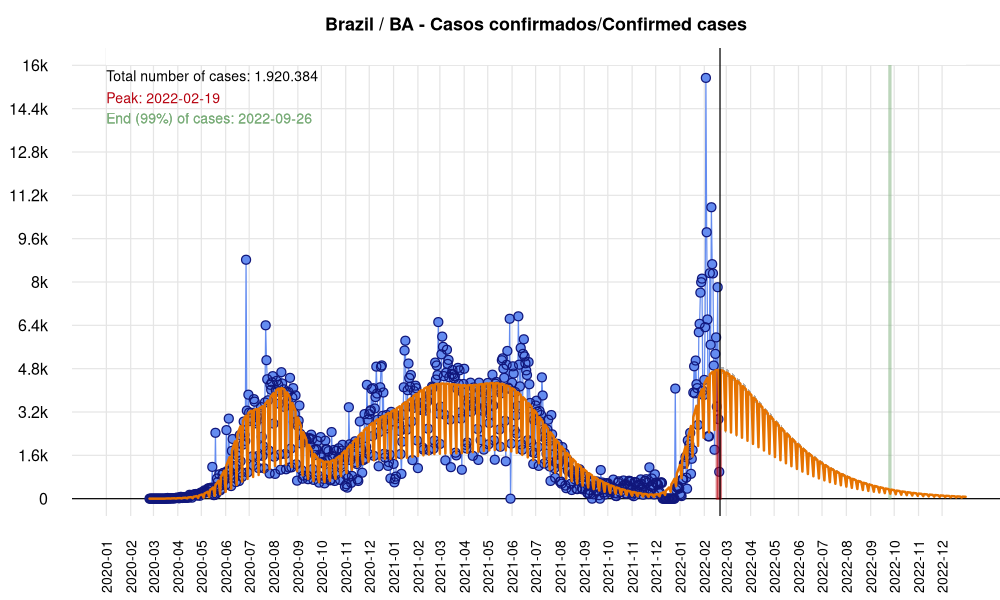 Brazil / BA - Casos confirmados/Confirmed cases
Total number of cases: 1.920.384
Peak: 2022-02-19
End (99%) of cases: 2022-09-26
16k
14.4k
12.8k
11.2k
9.6k
8k
6.4k
4.8k
3.2k
1.6k
0
2020-01
2020-02
2020-03
2020-04
2020-05
2020-06
2020-07
2020-08
2020-09
2020-10
2020-11
2020-12
2021-01
2021-02
2021-03
2021-04
2021-05
2021-06
2021-07
2021-08
2021-09
2021-10
2021-11
2021-12
2022-01
2022-02
2022-03
2022-04
2022-05
2022-06
2022-07
2022-08
2022-09
2022-10
2022-11
2022-12